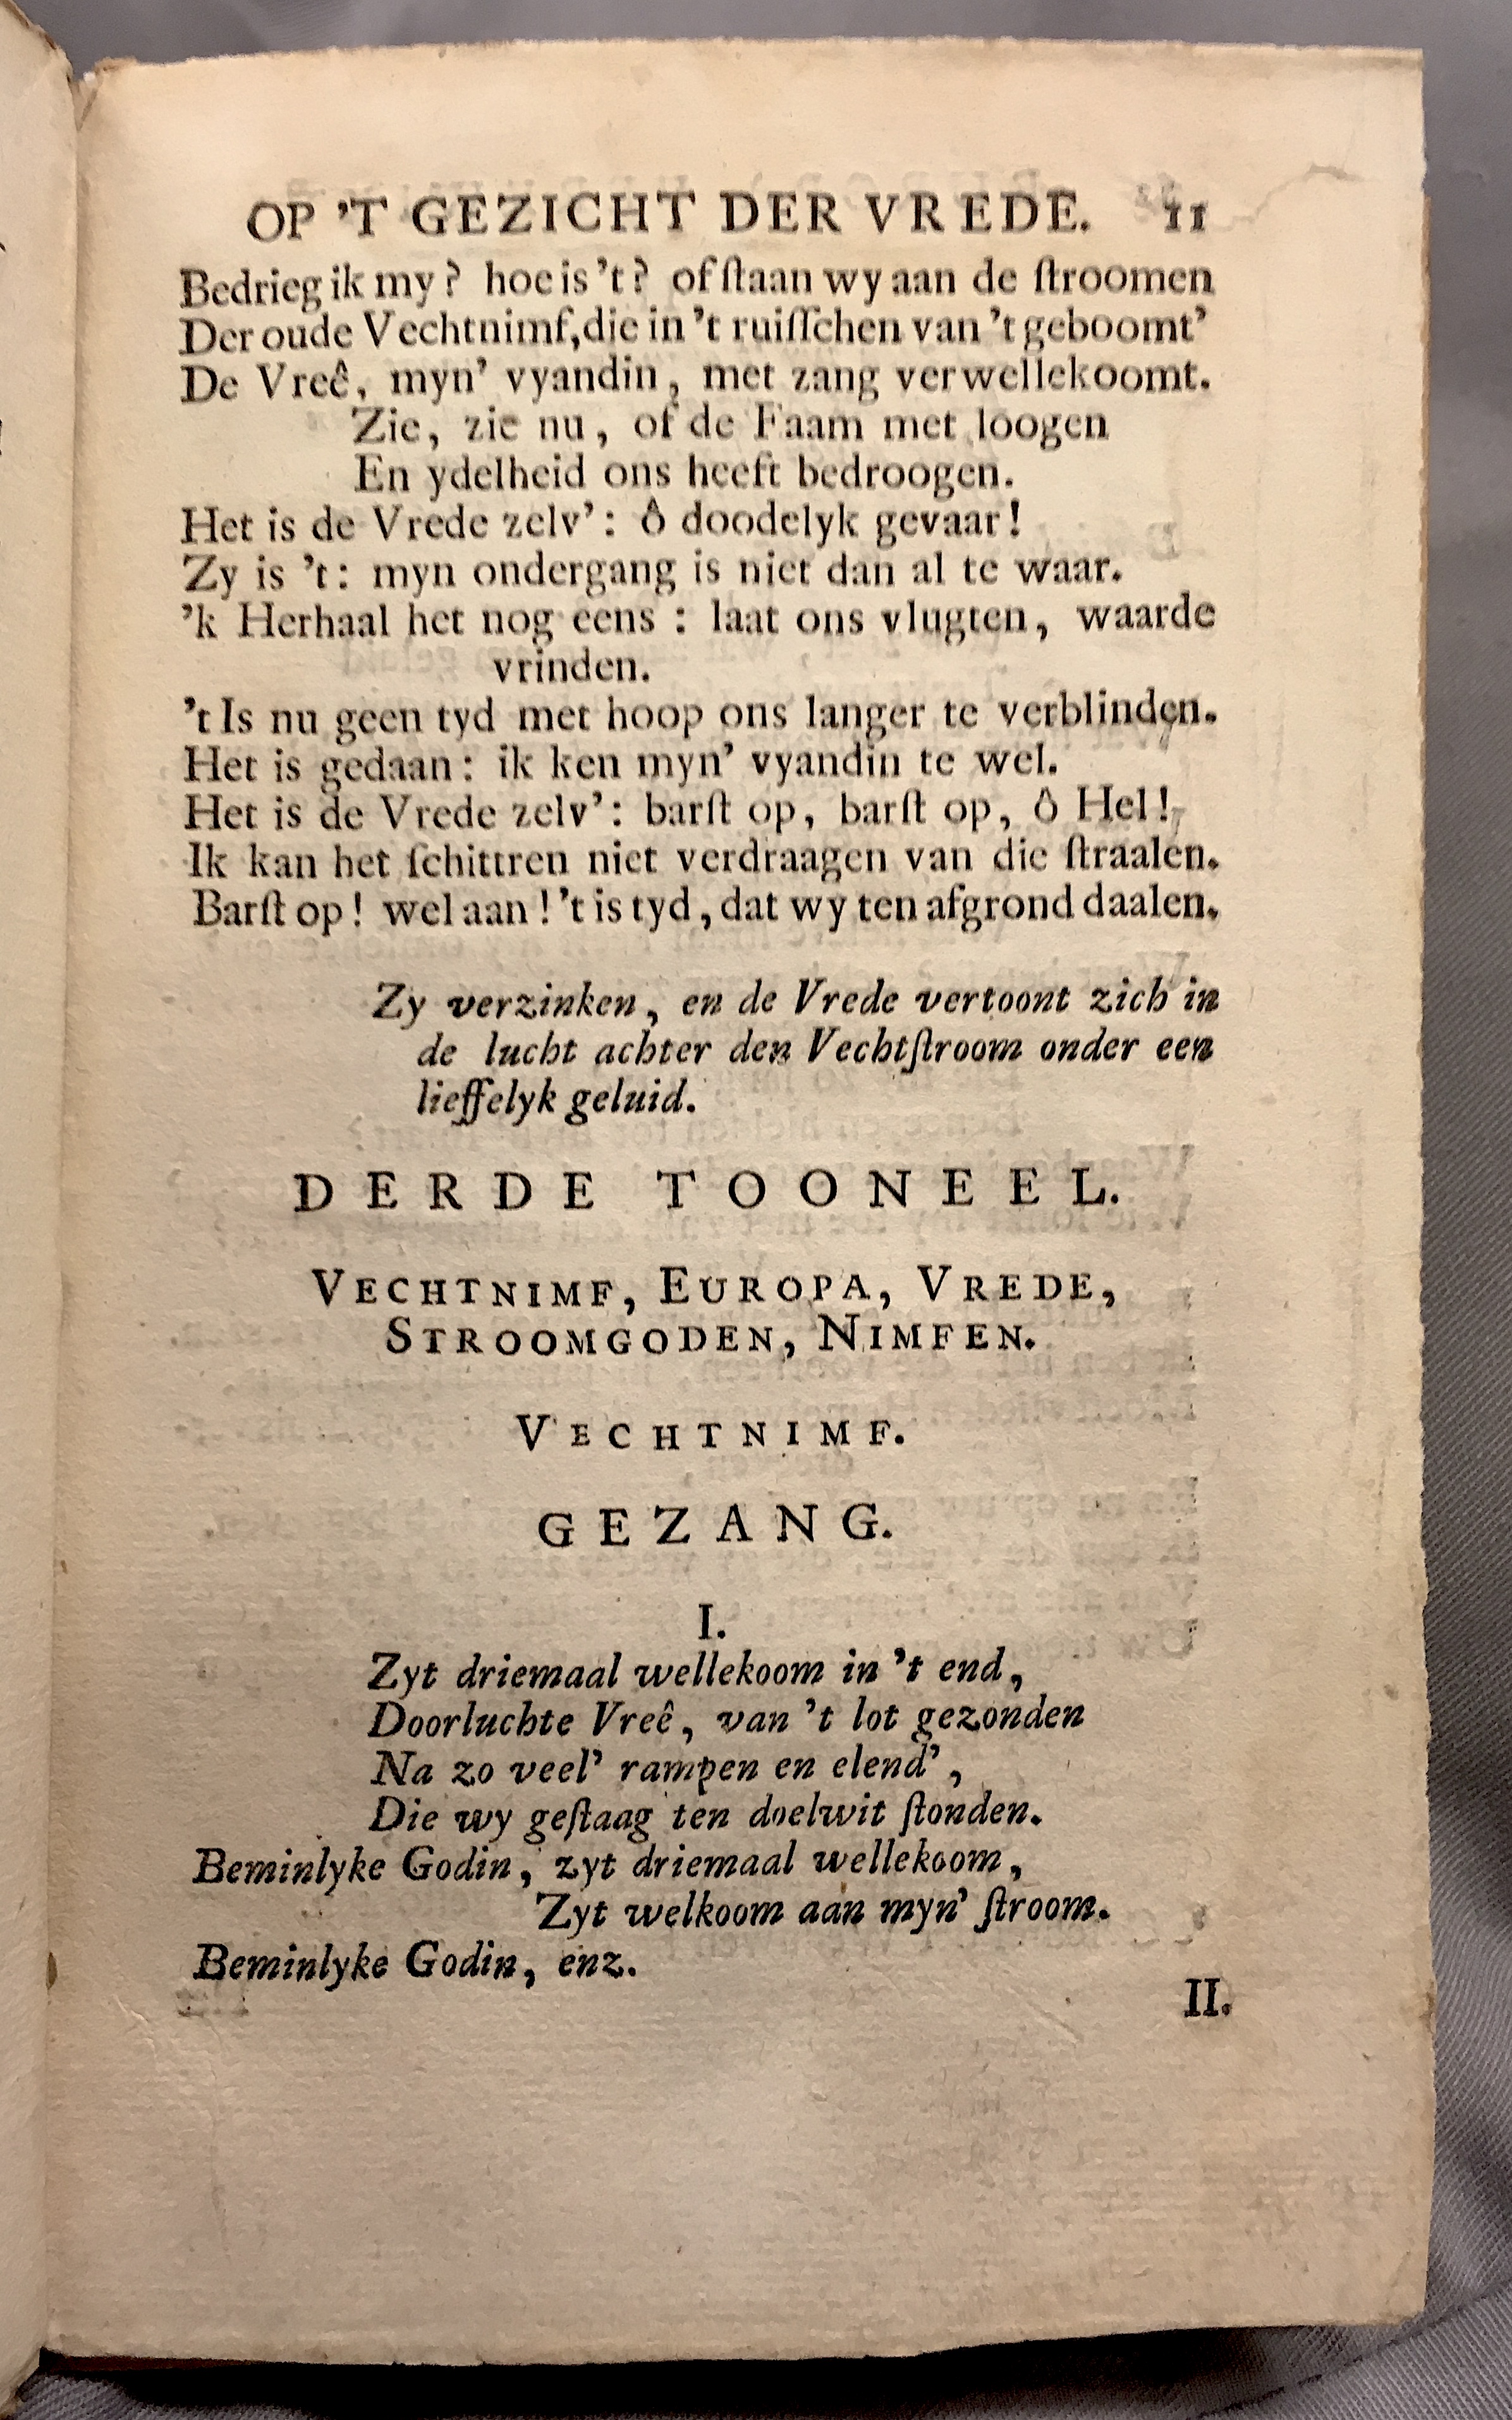 OP 'T GEZICHT DER VREDE. 11
Bedrieg ik my? hoe is 't? of ſtaan wy aan de ſtroomen
Der oude Vechtnimf, die in 't ruiſſchen van 't geboomt'
De Vreê, myn' vyandin, met zang verwellekoomt.
Zie, zie nu, of de Faam met loogen
En ydelheid ons heeft bedroogen.
Het is de Vrede zelv': ô doodelyk gevaar!
Zy is 't: myn ondergang is niet dan al te waar.
'k Herhaal het nog eens: laat ons vlugten, waarde
vrinden.
't Is nu geen tyd met hoop ons langer te verblinden.
Het is gedaan: ik ken myn' vyandin te wel.
Het is de Vrede zelv': barſt op, barſt op, ô Hel!
Ik kan het ſchittren niet verdraagen van die ſtraalen.
Barſt op! wel aan! 't is tyd, dat wy ten afgrond daalen.
Zy verzinken, en de Vrede vertoont zich in
de lucht achter den Vechtſtroom onder een
lieffelyk geluid.
DERDE TOONEEL.
VECHTNIMF, EUROPA, VREDE,
STROOMGODEN, NIMFEN.
VECHTNIMF.
GEZANG.
I.
Zyt driemaal wellekoom in 't end,
Doorluchte Vreê, van 't lot gezonden
Na zo veel' rampen en elend',
Die wy geſtaag ten doelwit ſtonden.
Beminlyke Godin, zyt driemaal wellekoom,
Zyt welkoom aan myn' ſtroom.
Beminlyke Godin, enz.
II.